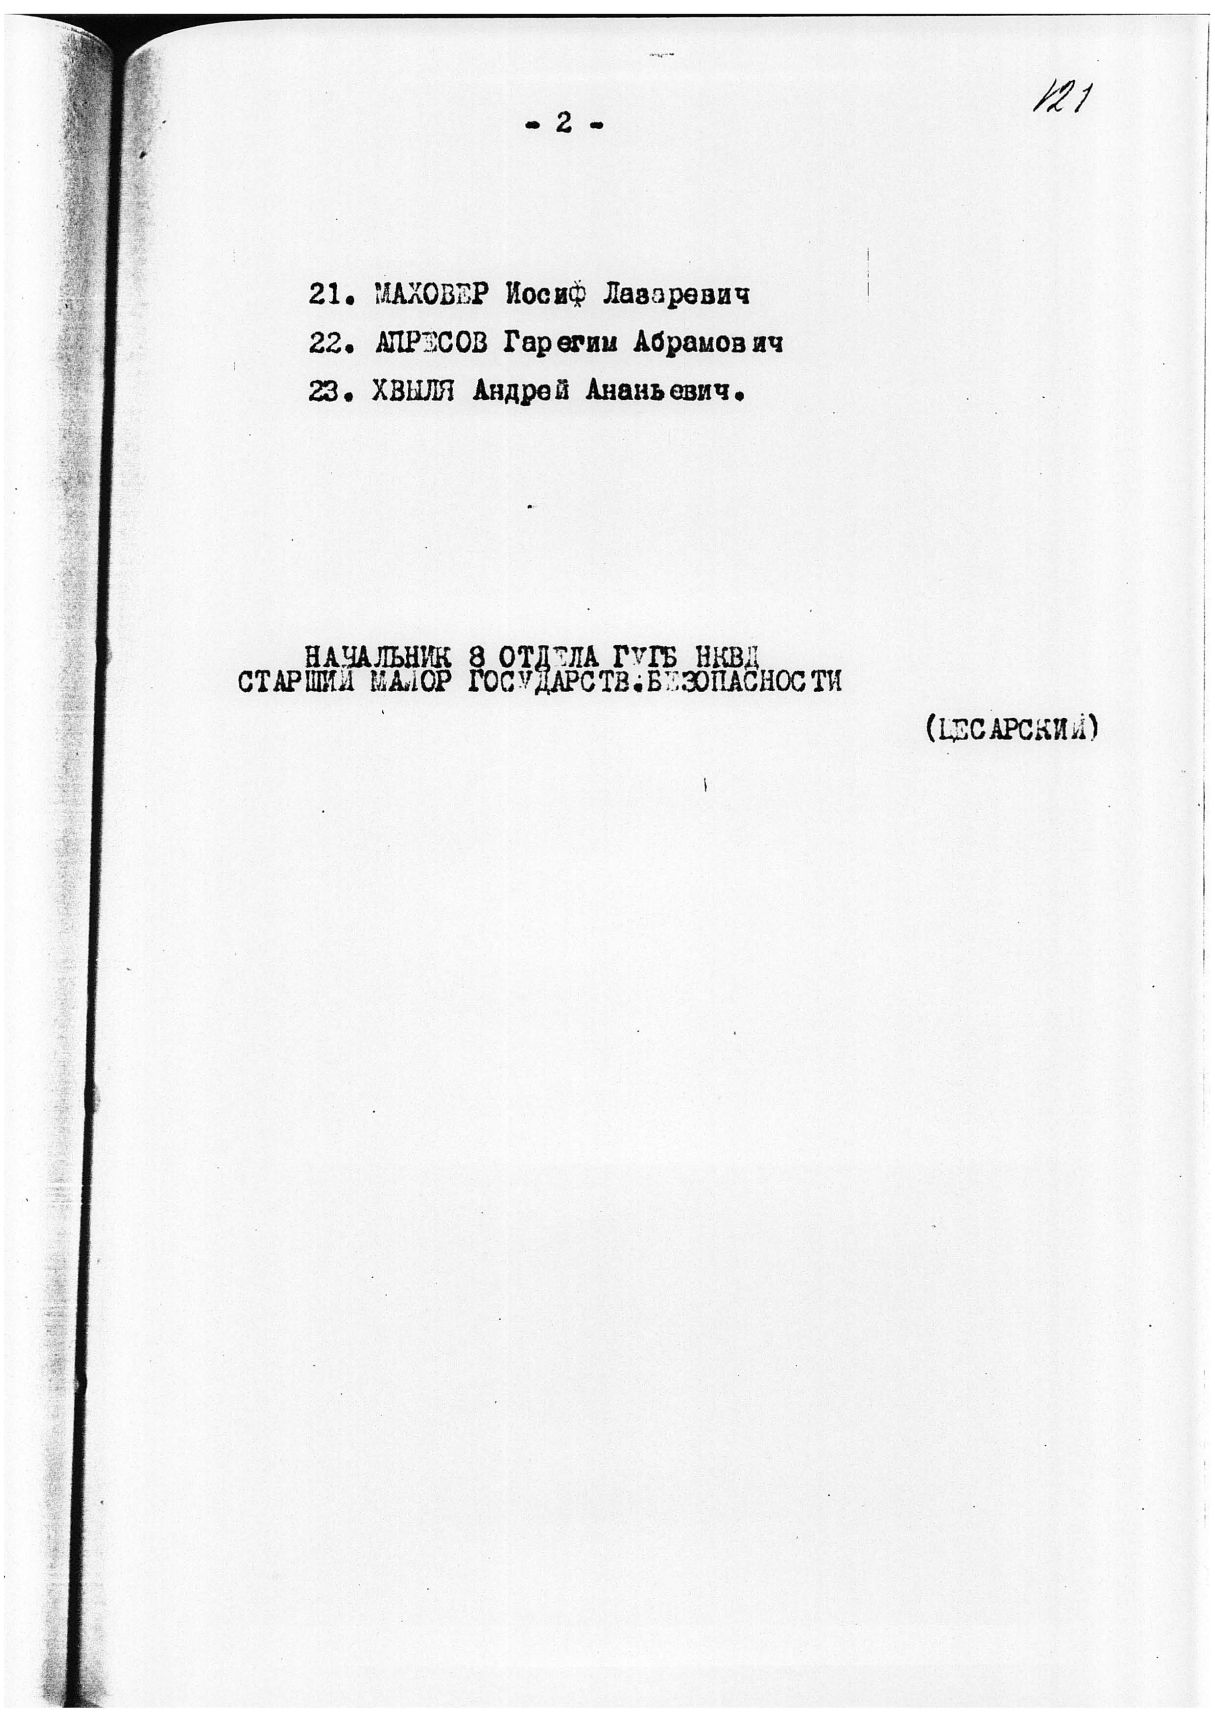 121
- 2 -
21. МАХОВЕР Иосиф Лазаревич
22. АПРЕСОВ Гарегим Абрамович
23. ХВЫЛЯ Андрей Ананьевич.
НАЧАЛЬНИК 8 ОТДЕЛА ГУГБ НКВД
СТАРШИЙ МАЙОР ГОСУДАРСТВ.БЕЗОПАСНОСТИ
(ЦЕСАРСКИЙ)